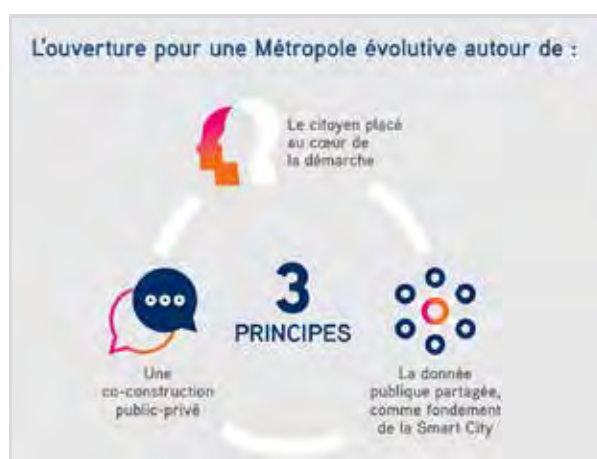 L'ouverture pour une Métropole évolutive autour de :
Le citoyen placé
au cœur de
la démarche
3
PRINCIPES
Une
co-construction
public-privé
La donnée
publique partagée,
comme fondement
de la Smart City